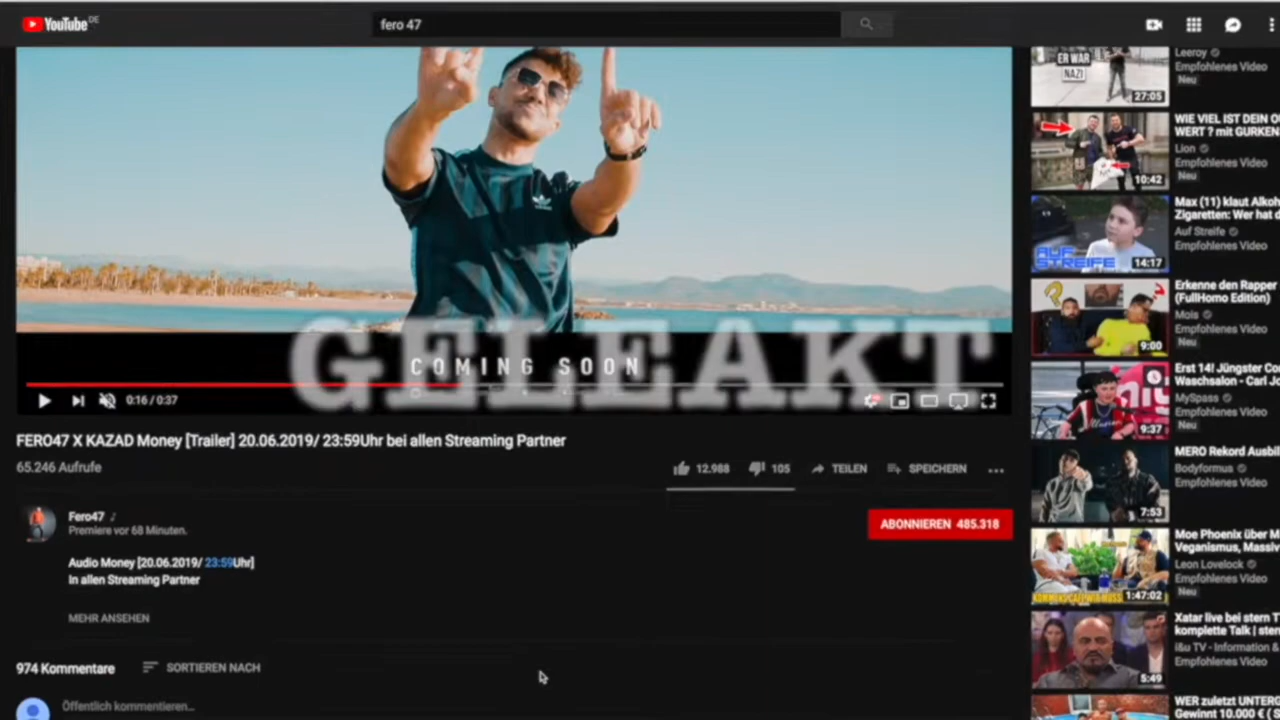 YouTube DE
fero 47
GELEAKT
COMING SOON
0:16 / 0:37
FERO47 X KAZAD Money [Trailer] 20.06.2019/ 23:59Uhr bei allen Streaming Partner
65.246 Aufrufe
12.988
105
TEILEN
SPEICHERN
Fero47
Premiere vor 68 Minuten.
ABONNIEREN 485.318
Audio Money [20.06.2019/ 23:59Uhr]
In allen Streaming Partner
MEHR ANSEHEN
974 Kommentare
SORTIEREN NACH
Öffentlich kommentieren...
ER WAR
NAZI
27:05
Leeroy
Empfohlenes Video
Neu
10:42
WIE VIEL IST DEIN
WERT ? mit GURKEN
Lion
Empfohlenes Video
Neu
AUF
STREIFE
14:17
Max (11) klaut Alkoh
Zigaretten: Wer hat d
Auf Streife
Empfohlenes Video
9:00
Erkenne den Rapper
(FullHomo Edition)
Mois
Empfohlenes Video
Neu
9:37
Erst 14! Jüngster Co
Waschsalon - Carl Jo
MySpass
Empfohlenes Video
Neu
7:53
MERO Rekord Ausbil
Bodyformus
Empfohlenes Video
1:47:02
Moe Phoenix über M
Veganismus, Massiv
Leon Lovelock
Empfohlenes Video
Neu
5:49
Xatar live bei stern T
komplette Talk | ster
i&u TV - Information &
Empfohlenes Video
WER zuletzt UNTERG
Gewinnt 10.000 € ( S